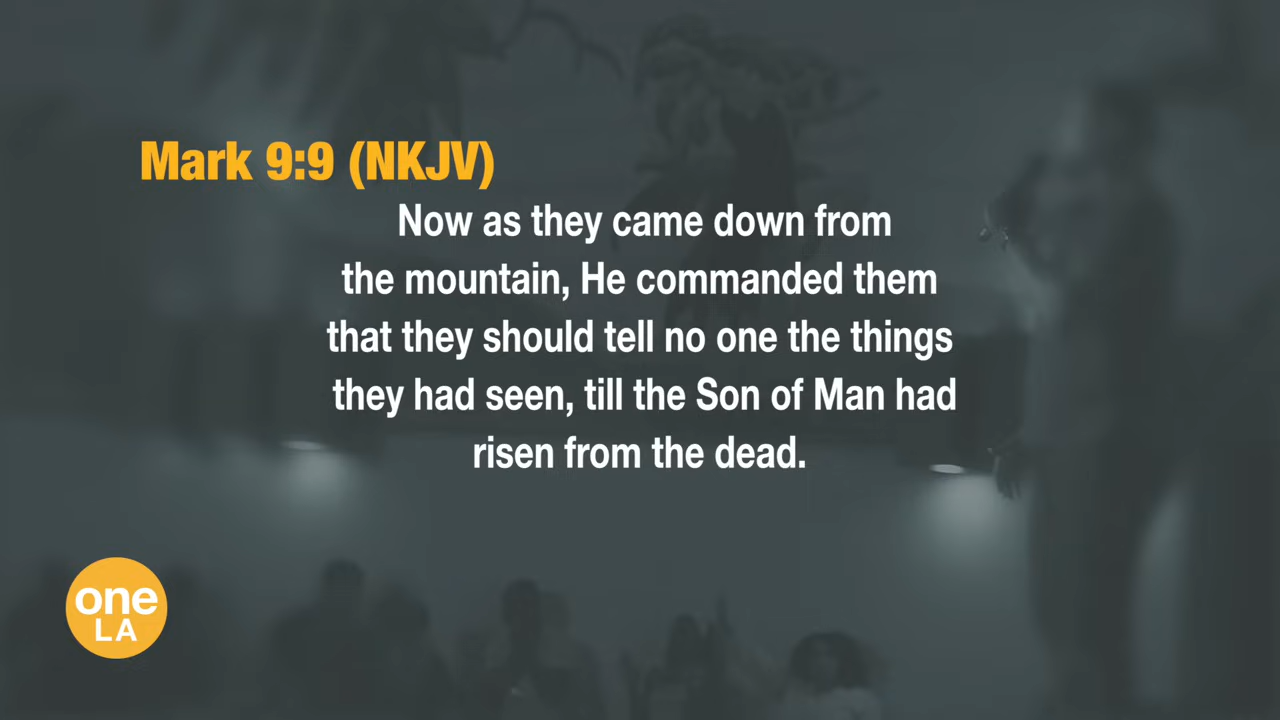 Mark 9:9 (NKJV)
Now as they came down from
the mountain, He commanded them
that they should tell no one the things
they had seen, till the Son of Man had
risen from the dead.
one
LA